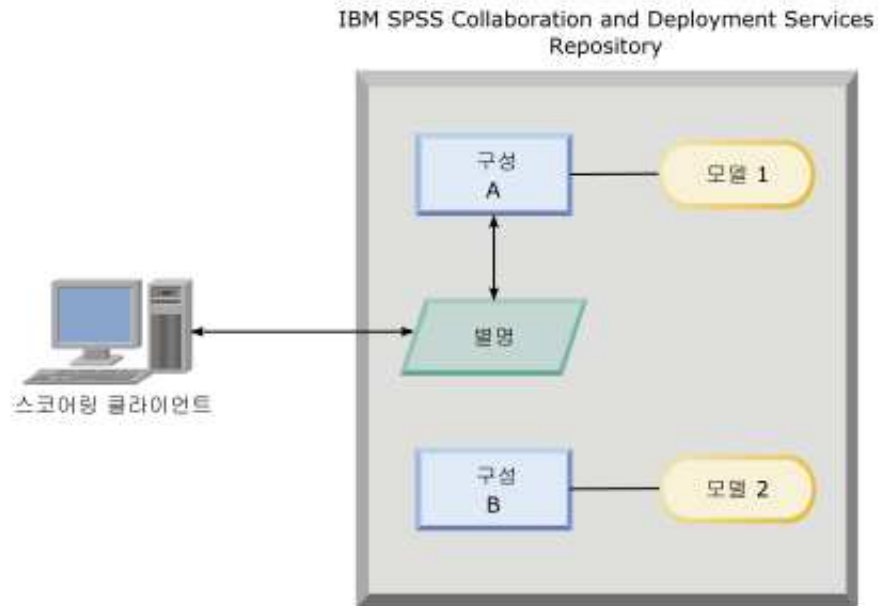 IBM SPSS Collaboration and Deployment Services
Repository
구성
A
모델 1
별명
스코어링 클라이언트
구성
B
모델 2